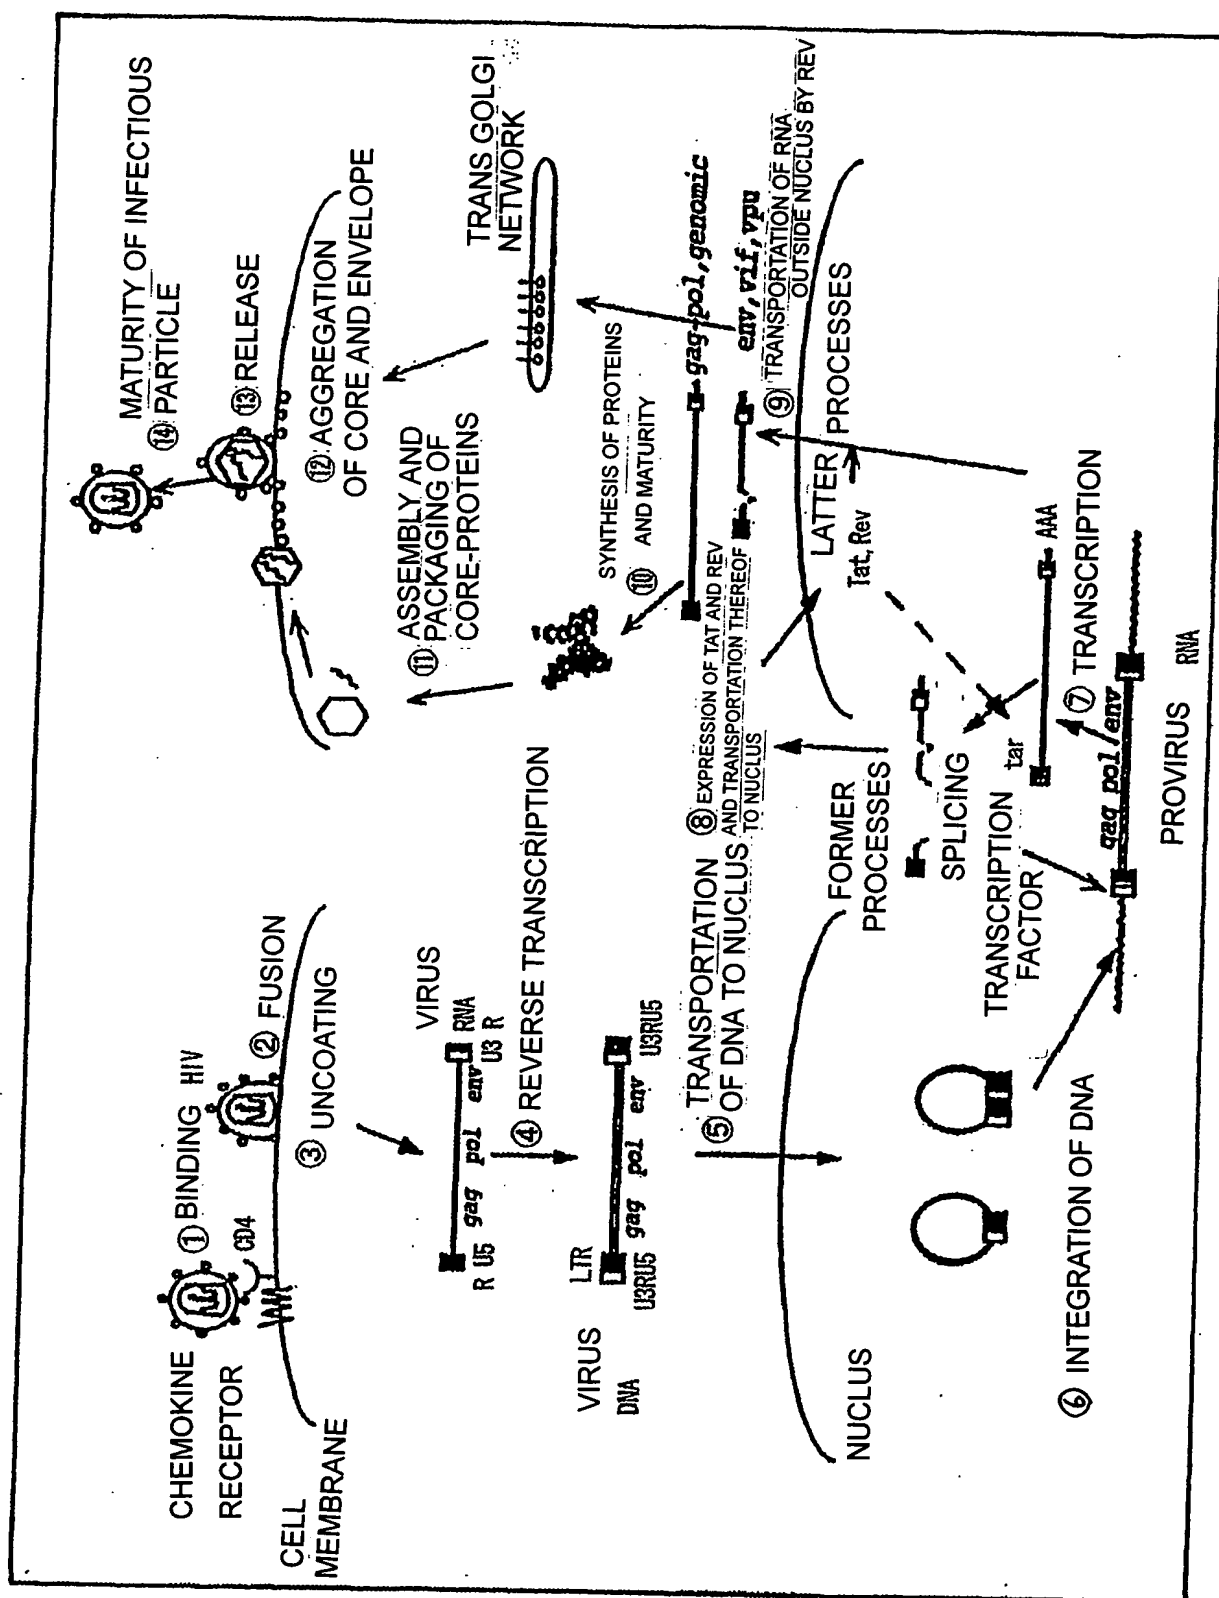 CHEMOKINE
RECEPTOR
① BINDING
HIV
CD4
② FUSION
CELL
MEMBRANE
③ UNCOATING
VIRUS
RNA
R U5
gag pol env
U3 R
④ REVERSE TRANSCRIPTION
VIRUS
DNA
LTR
U3RU5
gag pol env
U3RU5
⑤ TRANSPORTATION
OF DNA TO NUCLUS
NUCLUS
⑥ INTEGRATION OF DNA
FORMER
PROCESSES
SPLICING
TRANSCRIPTION
FACTOR
tar
AAA
gag pol env
⑦ TRANSCRIPTION
PROVIRUS
RNA
⑧ EXPRESSION OF TAT AND REV
AND TRANSPORTATION THEREOF
TO NUCLUS
LATTER PROCESSES
Tat, Rev
⑨ TRANSPORTATION OF RNA
OUTSIDE NUCLUS BY REV
gag-pol,genomic
env,vif,vpu
SYNTHESIS OF PROTEINS
⑩ AND MATURITY
TRANS GOLGI
NETWORK
⑪ ASSEMBLY AND
PACKAGING OF
CORE-PROTEINS
⑫ AGGREGATION
OF CORE AND ENVELOPE
⑬ RELEASE
MATURITY OF INFECTIOUS
⑭ PARTICLE